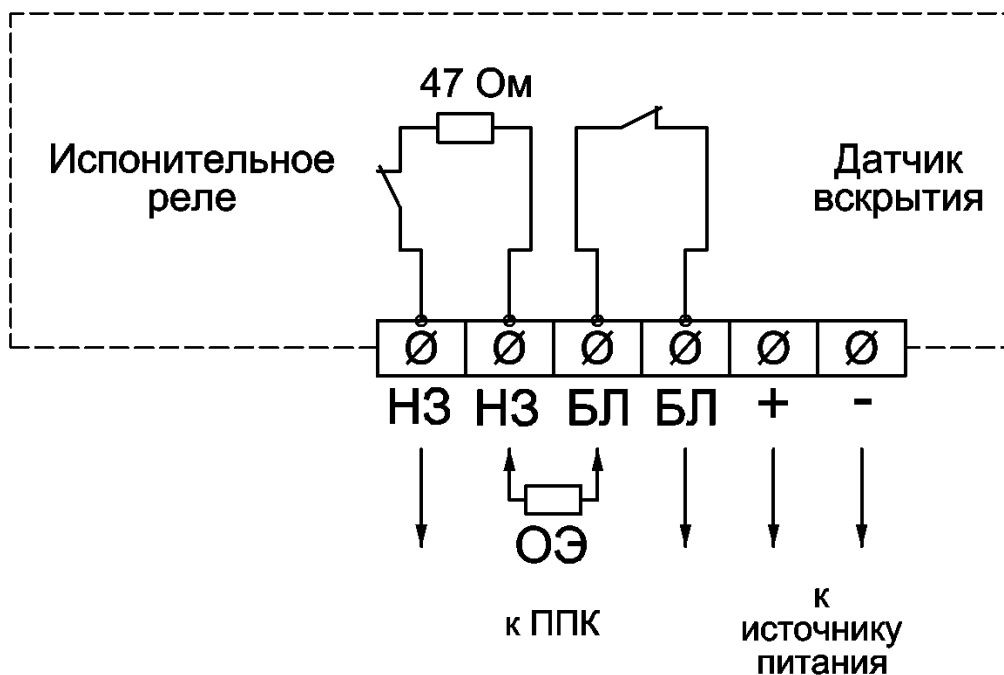 47 Ом
Испонительное
реле
Датчик
вскрытия
НЗ НЗ БЛ БЛ + -
ОЭ
к ППК
к
источнику
питания